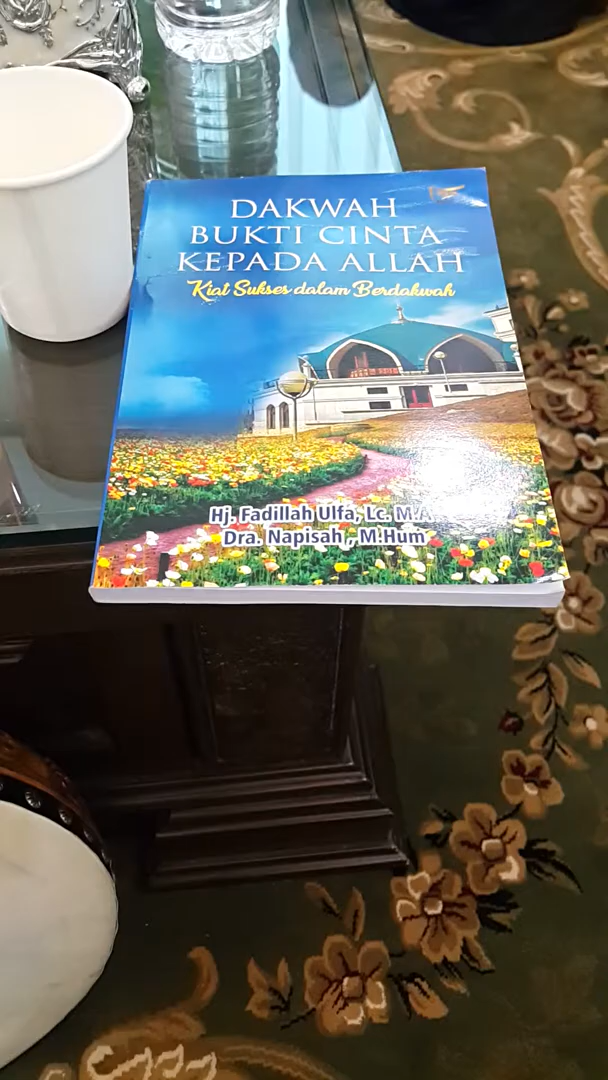 DAKWAH
BUKTI CINTA
KEPADA ALLAH
Kiat Sukses dalam Berdakwah
Hj. Fadillah Ulfa, Lc. M.A
Dra. Napisah , M.Hum